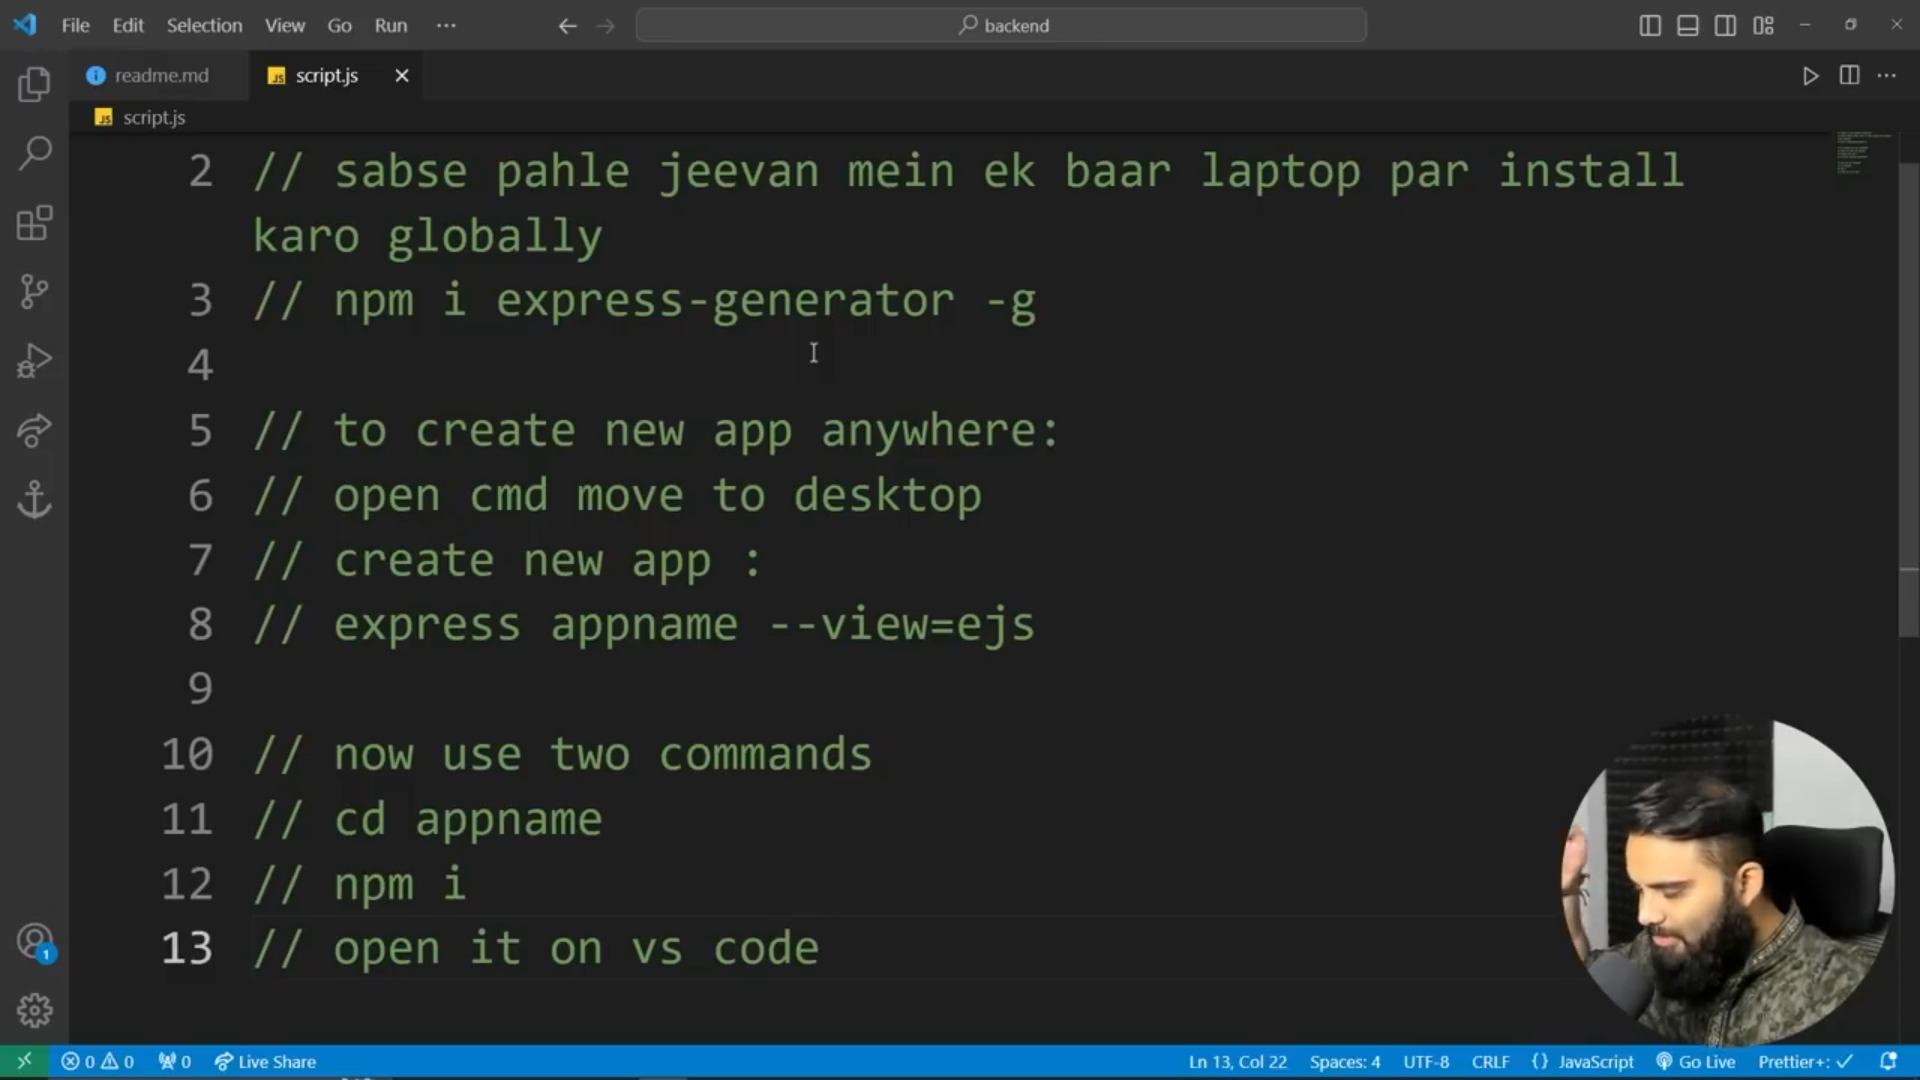 File Edit Selection View Go Run ··· backend
readme.md script.js
script.js
2 // sabse pahle jeevan mein ek baar laptop par install
karo globally
3 // npm i express-generator -g
4
5 // to create new app anywhere:
6 // open cmd move to desktop
7 // create new app :
8 // express appname --view=ejs
9
10 // now use two commands
11 // cd appname
12 // npm i
13 // open it on vs code
1
0 0 0 Live Share Ln 13, Col 22 Spaces: 4 UTF-8 CRLF {} JavaScript Go Live Prettier+: ✓